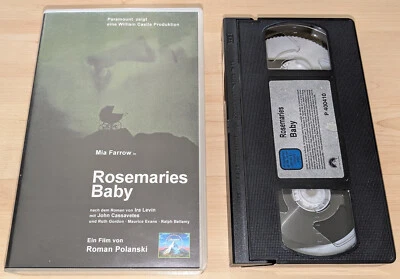 Paramount zeigt
eine William Castle Produktion
Mia Farrow in
Rosemaries
Baby
nach dem Roman von Ira Levin
mit John Cassavetes
und Ruth Gordon · Maurice Evans · Ralph Bellamy
Ein Film von
Roman Polanski
Rosemaries
Baby
P 400410